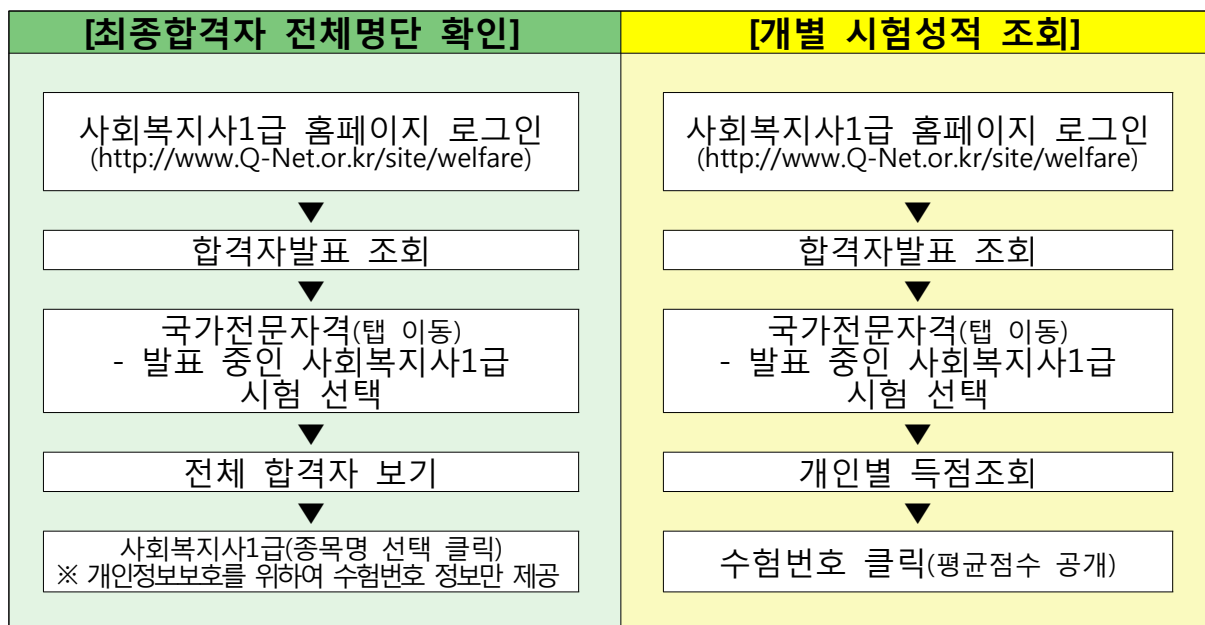 [최종합격자 전체명단 확인]
사회복지사1급 홈페이지 로그인
(http://www.Q-Net.or.kr/site/welfare)
▼
합격자발표 조회
▼
국가전문자격(탭 이동)
- 발표 중인 사회복지사1급
시험 선택
▼
전체 합격자 보기
▼
사회복지사1급(종목명 선택 클릭)
※ 개인정보보호를 위하여 수험번호 정보만 제공
[개별 시험성적 조회]
사회복지사1급 홈페이지 로그인
(http://www.Q-Net.or.kr/site/welfare)
▼
합격자발표 조회
▼
국가전문자격(탭 이동)
- 발표 중인 사회복지사1급
시험 선택
▼
개인별 득점조회
▼
수험번호 클릭(평균점수 공개)